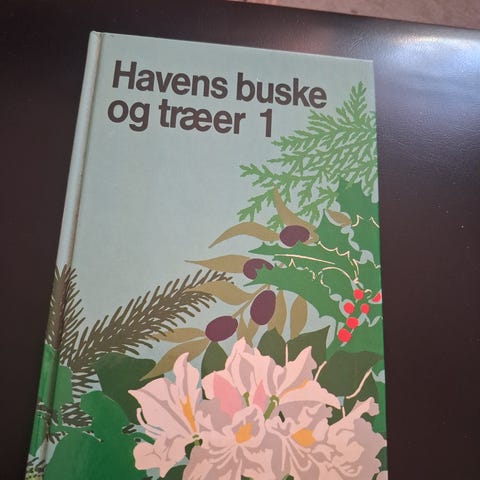 Havens buske
og træer 1